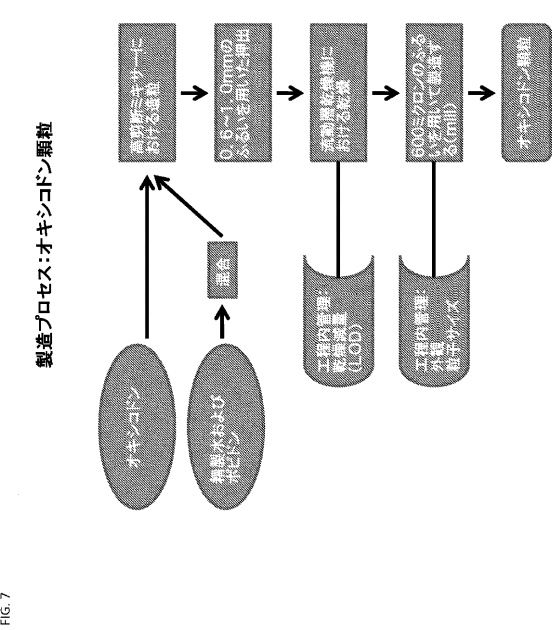 FIG. 7
製造プロセス:オキシコドン顆粒
オキシコドン
精製水および
ポビドン
混合
高剪断ミキサーに
おける造粒
0.6~1.0mmの
ふるいを用いた押出
流動層乾燥機に
おける乾燥
600ミクロンのふる
いを用いて製造す
る(mill)
オキシコドン顆粒
工程内管理:
乾燥減量
(LOD)
工程内管理:
外観
粒子サイズ